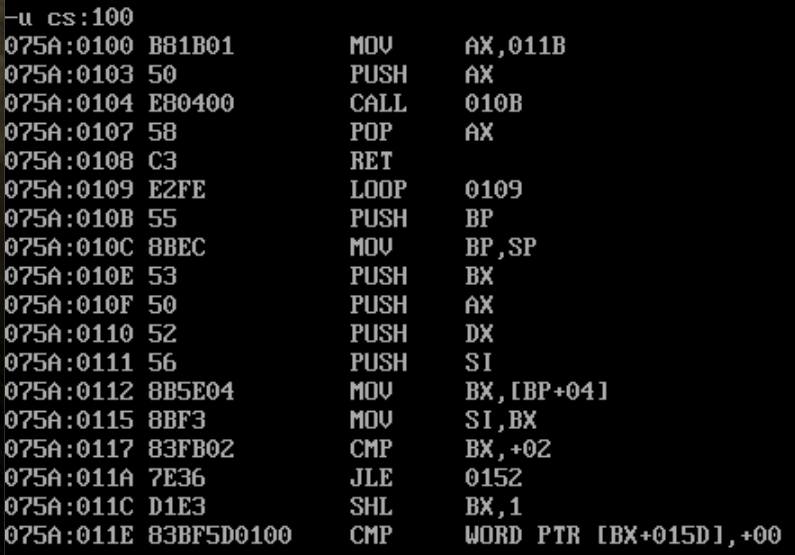 -u cs:100
075A:0100 B81B01 MOV AX,011B
075A:0103 50 PUSH AX
075A:0104 E80400 CALL 010B
075A:0107 58 POP AX
075A:0108 C3 RET
075A:0109 E2FE LOOP 0109
075A:010B 55 PUSH BP
075A:010C 8BEC MOV BP,SP
075A:010E 53 PUSH BX
075A:010F 50 PUSH AX
075A:0110 52 PUSH DX
075A:0111 56 PUSH SI
075A:0112 8B5E04 MOV BX,[BP+04]
075A:0115 8BF3 MOV SI,BX
075A:0117 83FB02 CMP BX,+02
075A:011A 7E36 JLE 0152
075A:011C D1E3 SHL BX,1
075A:011E 83BF5D0100 CMP WORD PTR [BX+015D],+00